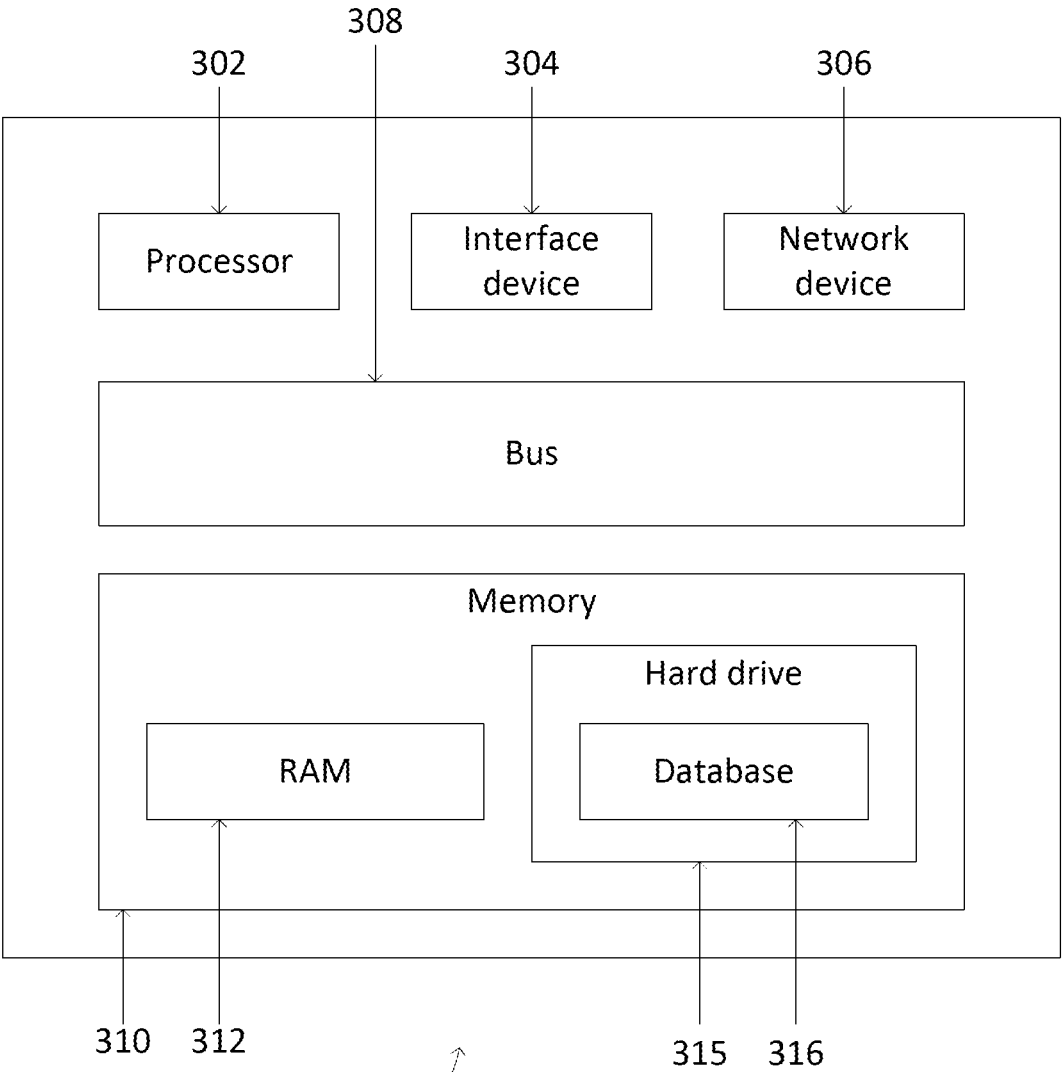 308
302
304
306
Processor
Interface
device
Network
device
Bus
Memory
Hard drive
RAM
Database
310
312
315
316